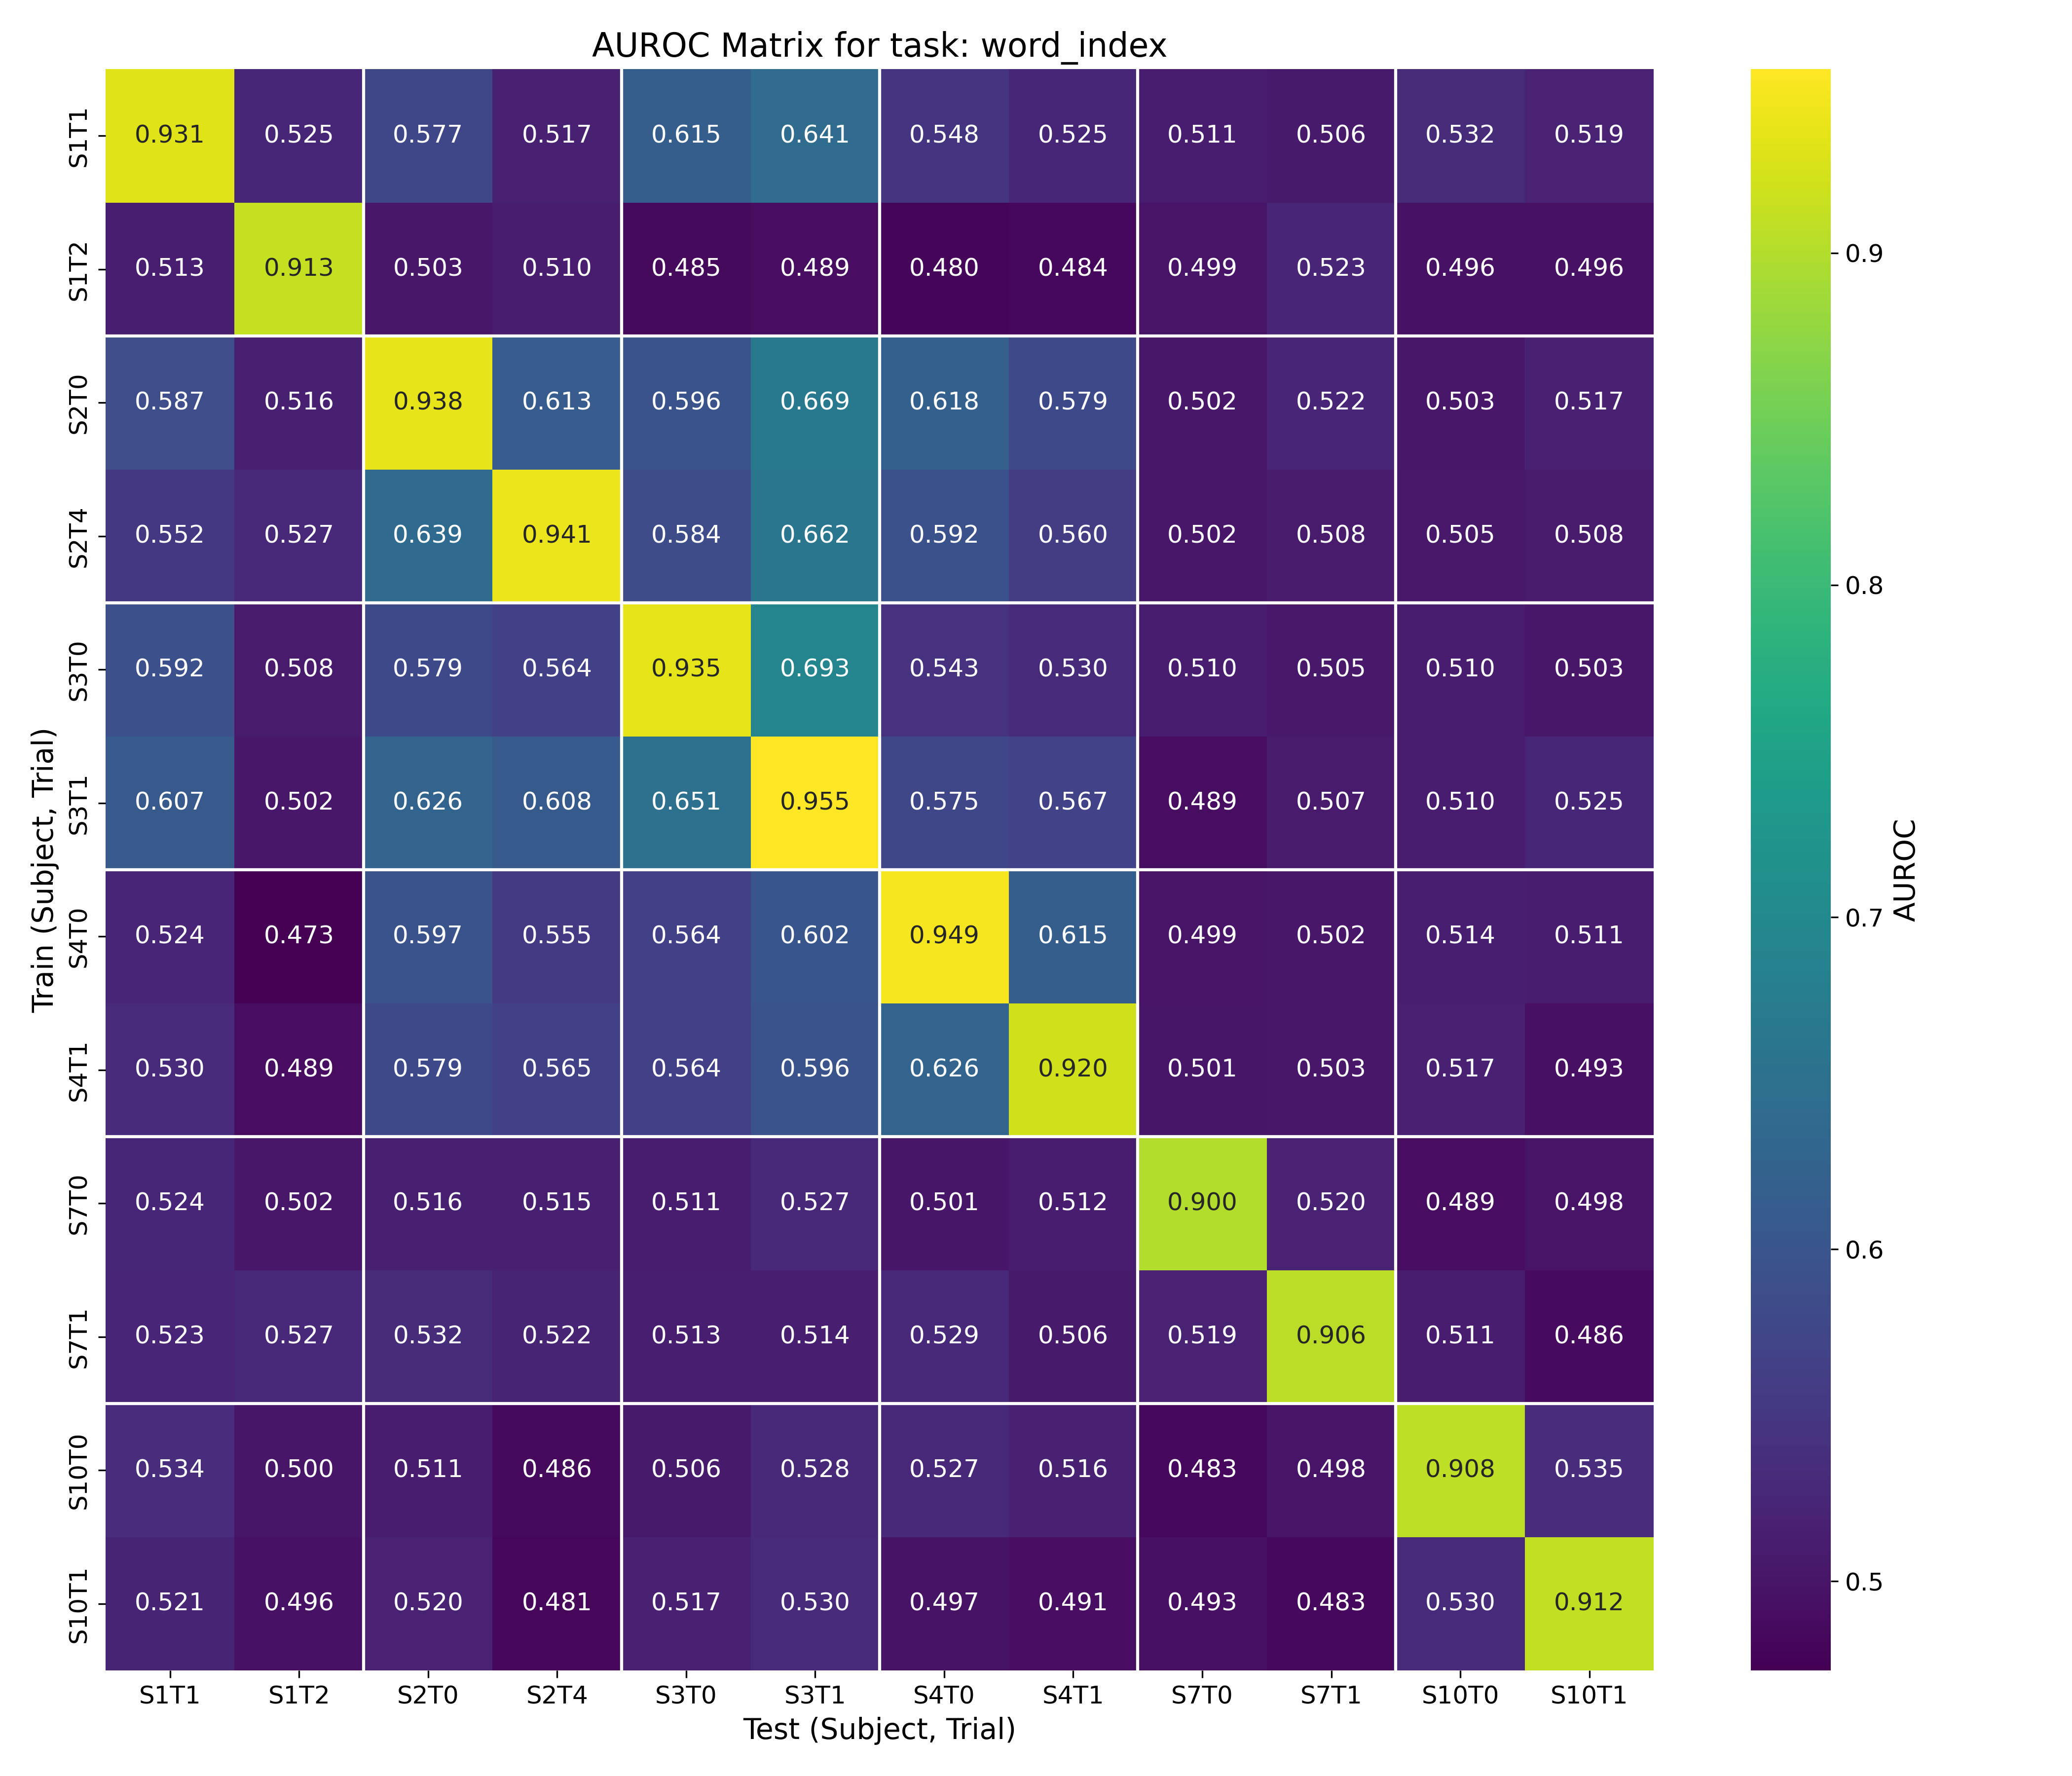 AUROC Matrix for task: word_index
S1T1 0.931 0.525 0.577 0.517 0.615 0.641 0.548 0.525 0.511 0.506 0.532 0.519
S1T2 0.513 0.913 0.503 0.510 0.485 0.489 0.480 0.484 0.499 0.523 0.496 0.496
S2T0 0.587 0.516 0.938 0.613 0.596 0.669 0.618 0.579 0.502 0.522 0.503 0.517
S2T4 0.552 0.527 0.639 0.941 0.584 0.662 0.592 0.560 0.502 0.508 0.505 0.508
S3T0 0.592 0.508 0.579 0.564 0.935 0.693 0.543 0.530 0.510 0.505 0.510 0.503
S3T1 0.607 0.502 0.626 0.608 0.651 0.955 0.575 0.567 0.489 0.507 0.510 0.525
S4T0 0.524 0.473 0.597 0.555 0.564 0.602 0.949 0.615 0.499 0.502 0.514 0.511
S4T1 0.530 0.489 0.579 0.565 0.564 0.596 0.626 0.920 0.501 0.503 0.517 0.493
S7T0 0.524 0.502 0.516 0.515 0.511 0.527 0.501 0.512 0.900 0.520 0.489 0.498
S7T1 0.523 0.527 0.532 0.522 0.513 0.514 0.529 0.506 0.519 0.906 0.511 0.486
S10T0 0.534 0.500 0.511 0.486 0.506 0.528 0.527 0.516 0.483 0.498 0.908 0.535
S10T1 0.521 0.496 0.520 0.481 0.517 0.530 0.497 0.491 0.493 0.483 0.530 0.912
S1T1 S1T2 S2T0 S2T4 S3T0 S3T1 S4T0 S4T1 S7T0 S7T1 S10T0 S10T1
Test (Subject, Trial)
Train (Subject, Trial)
0.9
0.8
0.7
0.6
0.5
AUROC